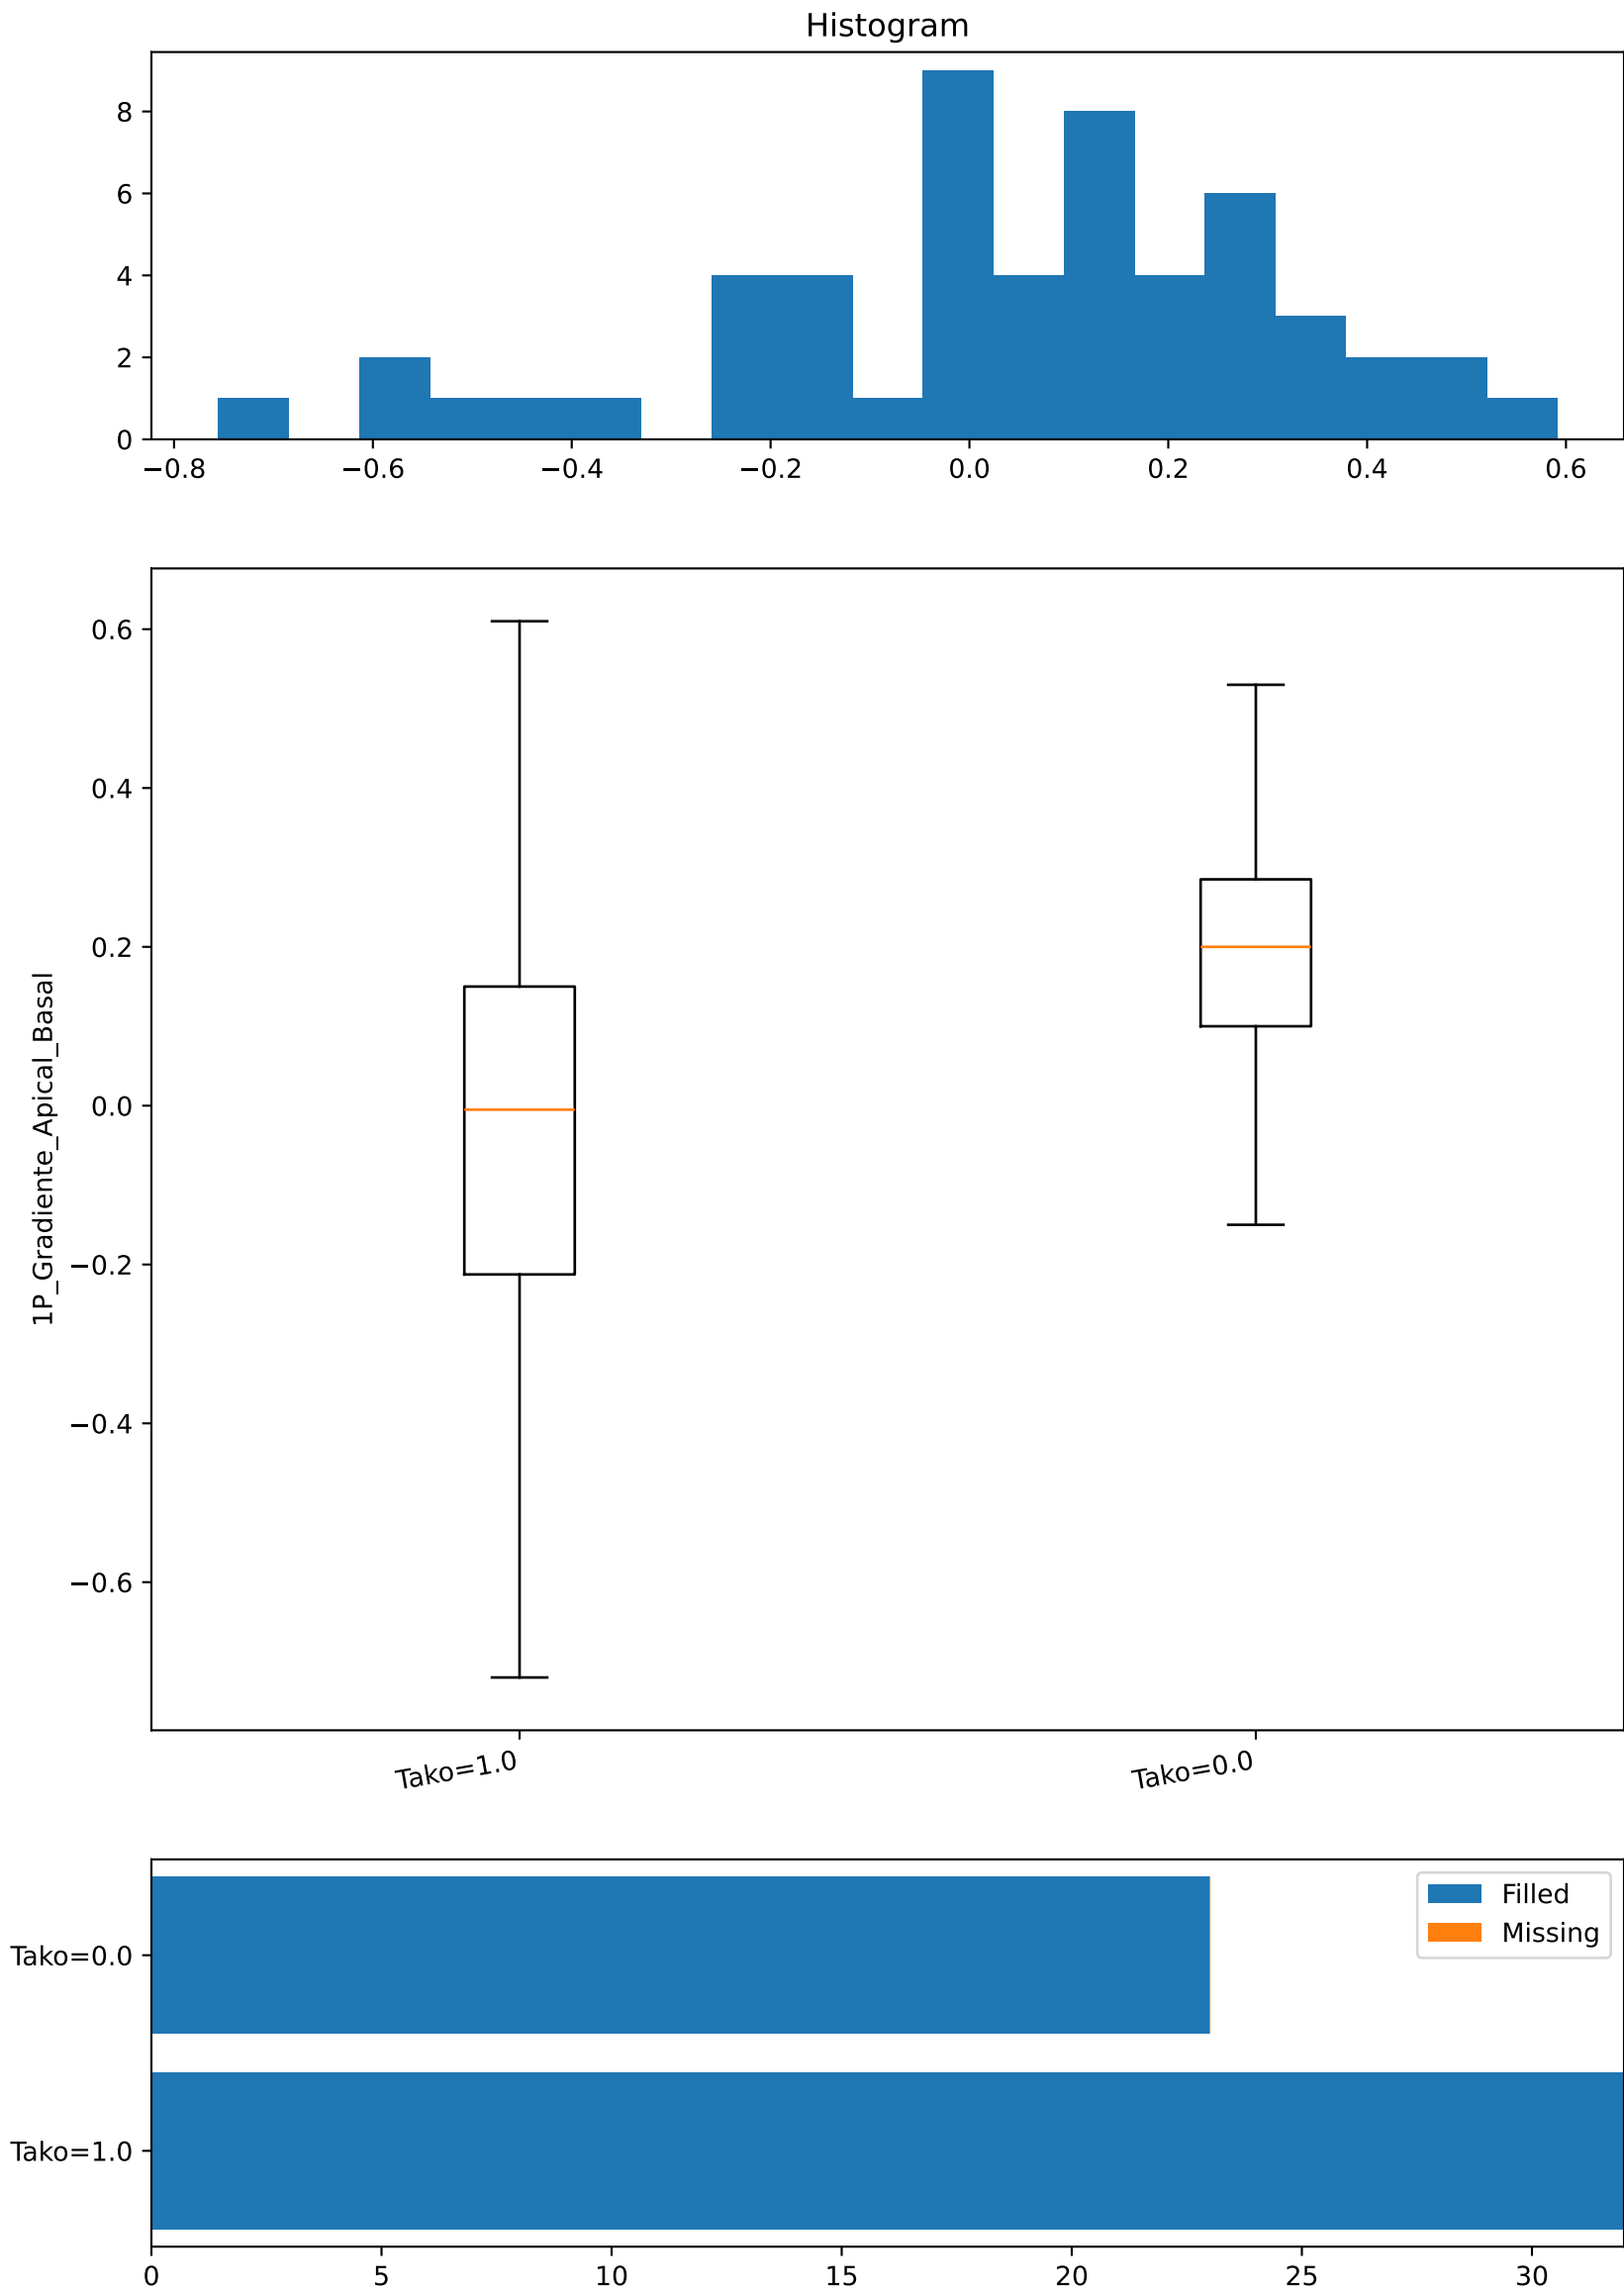 Histogram
8
6
4
2
0
−0.8 −0.6 −0.4 −0.2 0.0 0.2 0.4 0.6
1P_Gradiente_Apical_Basal
0.6
0.4
0.2
0.0
−0.2
−0.4
−0.6
Tako=1.0 Tako=0.0
Filled
Missing
Tako=0.0
Tako=1.0
0 5 10 15 20 25 30